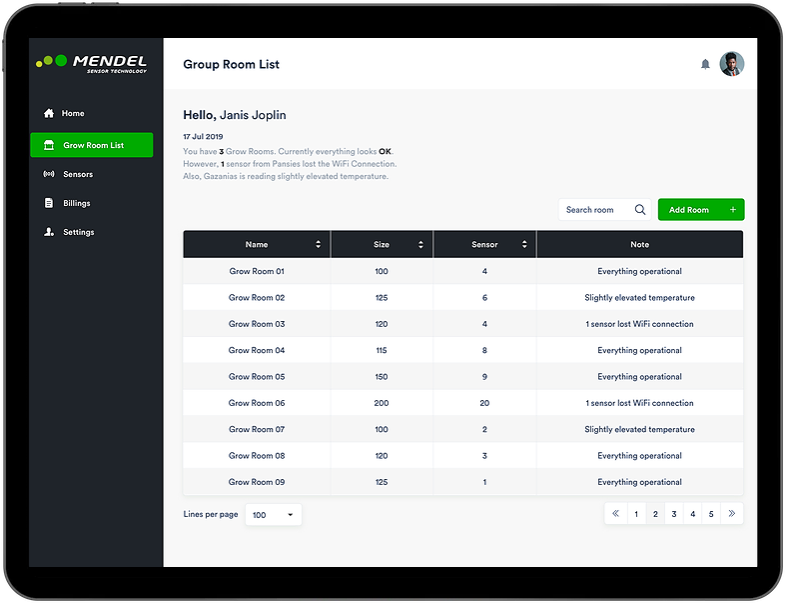 MENDEL
SENSOR TECHNOLOGY
Home
Grow Room List
Sensors
Billings
Settings
Group Room List
Hello, Janis Joplin
17 Jul 2019
You have 3 Grow Rooms. Currently everything looks OK.
However, 1 sensor from Pansies lost the WiFi Connection.
Also, Gazanias is reading slightly elevated temperature.
Search room
Add Room +
Name Size Sensor Note
Grow Room 01 100 4 Everything operational
Grow Room 02 125 6 Slightly elevated temperature
Grow Room 03 120 4 1 sensor lost WiFi connection
Grow Room 04 115 8 Everything operational
Grow Room 05 150 9 Everything operational
Grow Room 06 200 20 1 sensor lost WiFi connection
Grow Room 07 100 2 Slightly elevated temperature
Grow Room 08 120 3 Everything operational
Grow Room 09 125 1 Everything operational
Lines per page 100 « 1 2 3 4 5 »